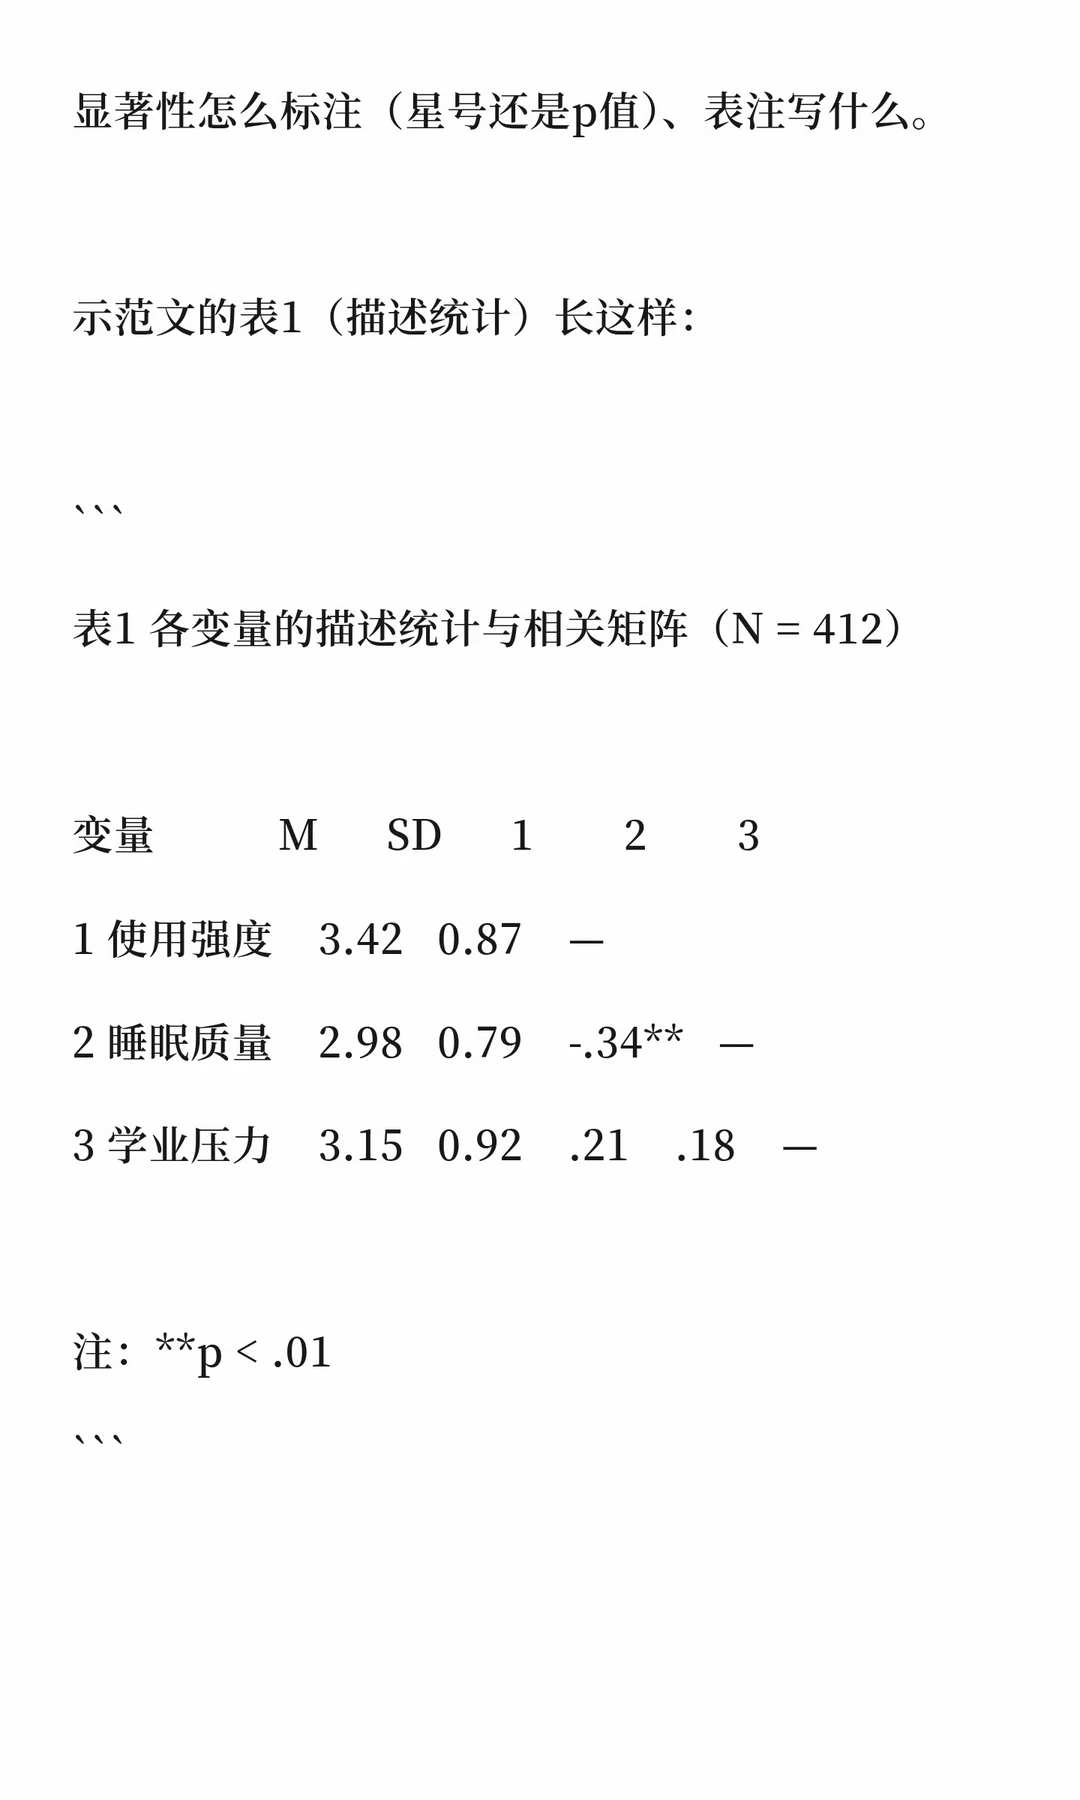 显著性怎么标注（星号还是p值）、表注写什么。
示范文的表1（描述统计）长这样：
```
表1 各变量的描述统计与相关矩阵（N = 412）
变量 M SD 1 2 3
1 使用强度 3.42 0.87 —
2 睡眠质量 2.98 0.79 -.34** —
3 学业压力 3.15 0.92 .21 .18 —
注：**p < .01
```